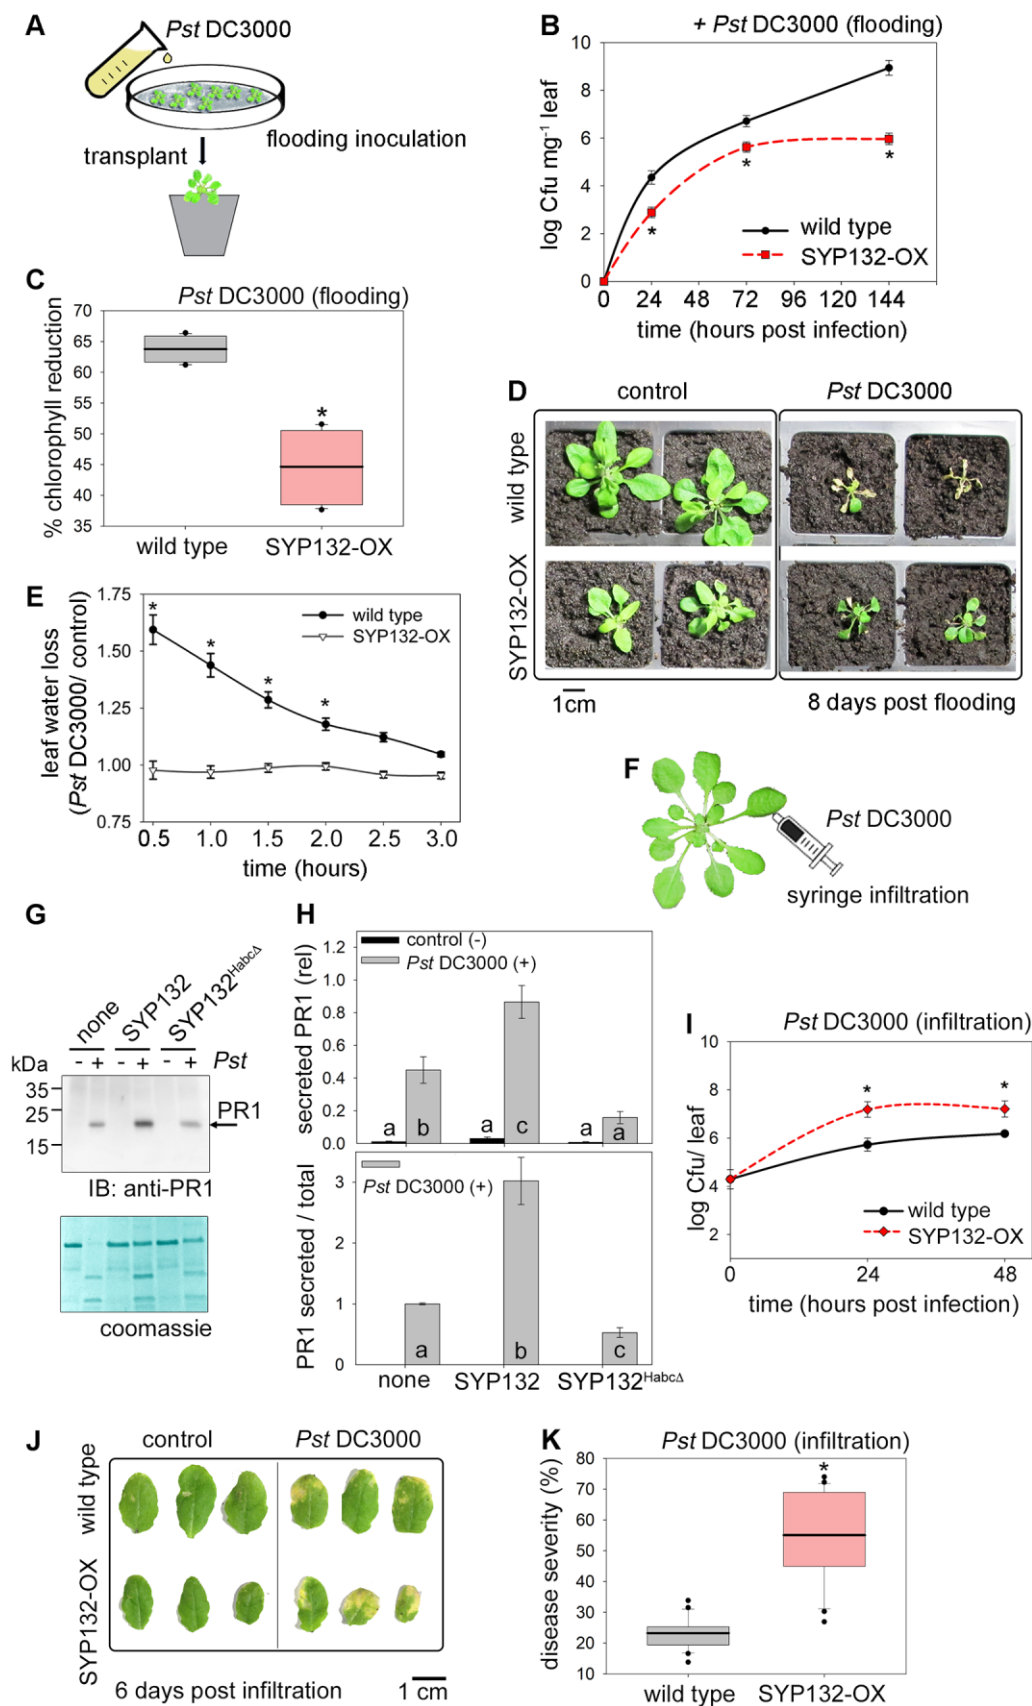 A
Pst DC3000
flooding inoculation
transplant
B
+ Pst DC3000 (flooding)
log Cfu mg⁻¹ leaf
10
8
6
4
2
0
*
*
*
wild type
SYP132-OX
0 24 48 72 96 120 144
time (hours post infection)
C
Pst DC3000 (flooding)
% chlorophyll reduction
70
65
60
55
50
45
40
35
*
wild type SYP132-OX
D
control Pst DC3000
wild type
SYP132-OX
1cm
8 days post flooding
E
leaf water loss
(Pst DC3000/ control)
1.75
1.50
1.25
1.00
0.75
* * * *
wild type
SYP132-OX
0.5 1.0 1.5 2.0 2.5 3.0
time (hours)
F
Pst DC3000
syringe infiltration
G
none SYP132 SYP132^HabcΔ
kDa - + - + - + Pst
35
25
15
PR1
IB: anti-PR1
coomassie
H
secreted PR1 (rel)
control (-)
Pst DC3000 (+)
1.2
1.0
0.8
0.6
0.4
0.2
0.0
a b a c a a
PR1 secreted / total
Pst DC3000 (+)
3
2
1
0
a b c
none SYP132 SYP132^HabcΔ
I
Pst DC3000 (infiltration)
log Cfu/ leaf
10
8
6
4
2
* *
wild type
SYP132-OX
0 24 48
time (hours post infection)
J
control Pst DC3000
wild type
SYP132-OX
6 days post infiltration
1 cm
K
Pst DC3000 (infiltration)
disease severity (%)
80
70
60
50
40
30
20
10
*
wild type SYP132-OX